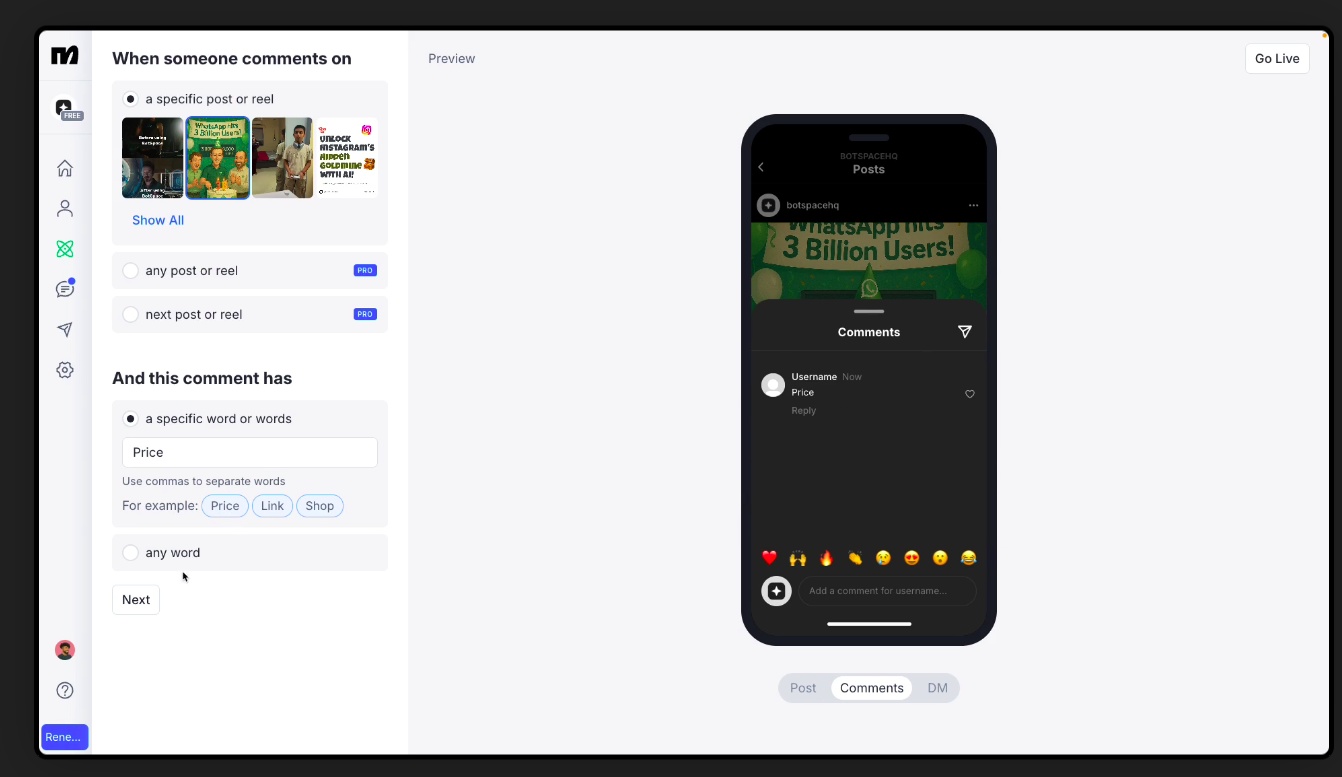 When someone comments on
a specific post or reel
Before using
BotSpace
After using
BotSpace
WhatsApp Hits
3 Billion Users!
UNLOCK
INSTAGRAM'S
HIDDEN
GOLDMINE
WITH AI!
Show All
any post or reel PRO
next post or reel PRO
And this comment has
a specific word or words
Price
Use commas to separate words
For example: Price Link Shop
any word
Next
FREE
Rene...
Preview
Go Live
BOTSPACEHQ
Posts
botspacehq
WhatsApp Hits
3 Billion Users!
Comments
Username Now
Price
Reply
Add a comment for username...
Post Comments DM